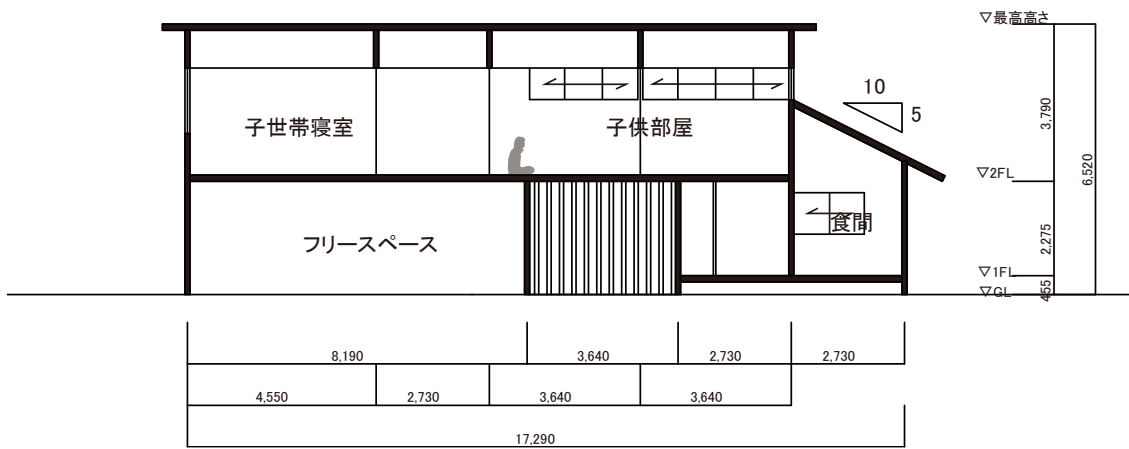 ▽最高高さ
10
5
子世帯寝室
子供部屋
3,790
6,520
▽2FL
食間
フリースペース
2,275
▽1FL
455
▽GL
8,190
3,640
2,730
2,730
4,550
2,730
3,640
3,640
17,290